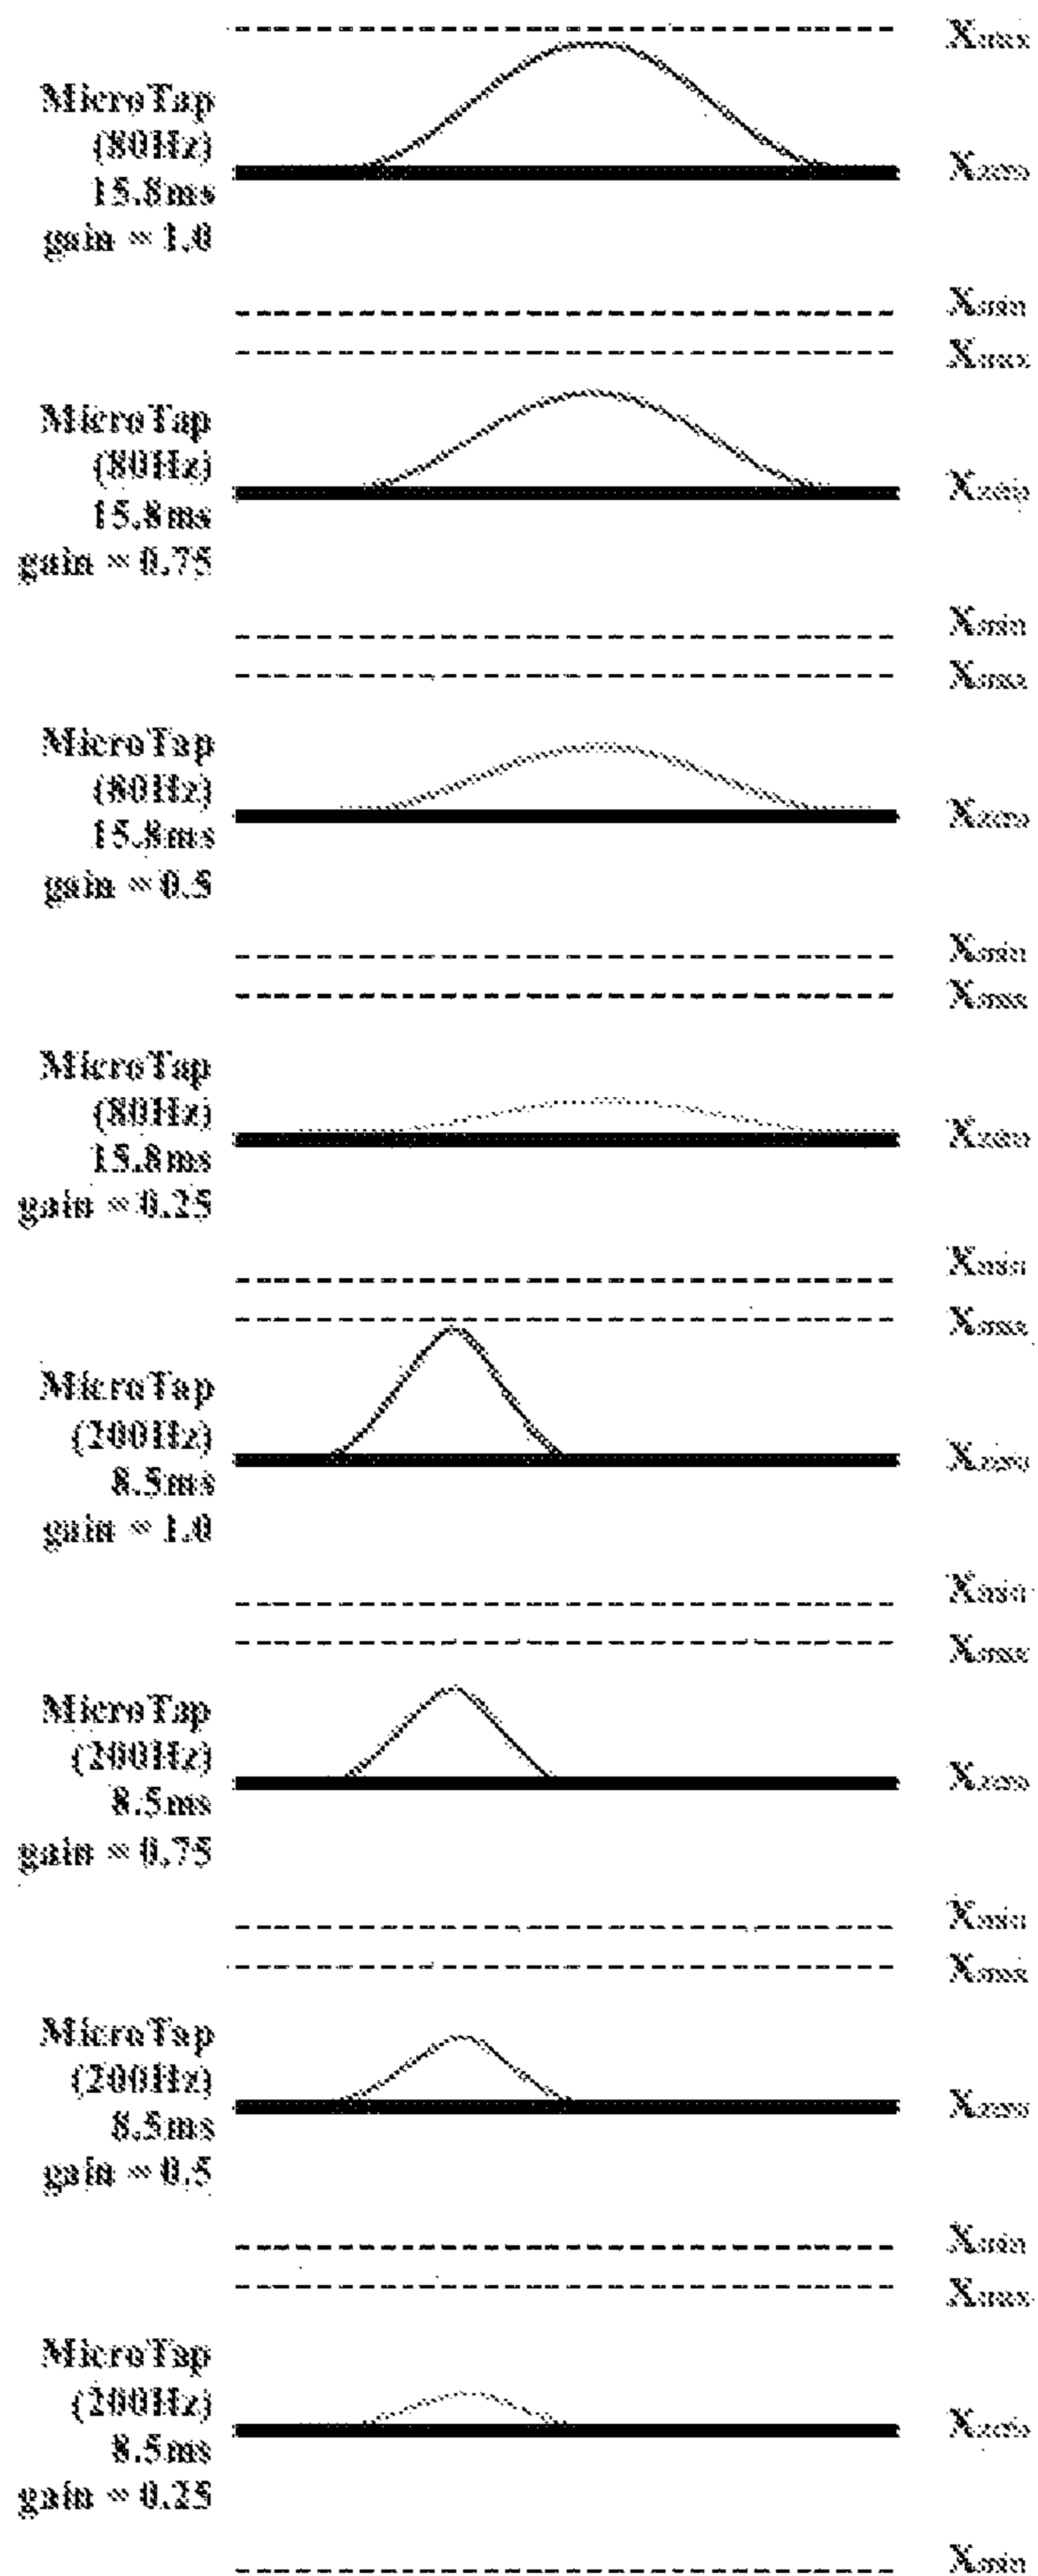 Xmax
MicroTap
(80Hz)
Xzero
15.8ms
gain = 1.0
Xmin
Xmax
MicroTap
(80Hz)
Xzero
15.8ms
gain = 0.75
Xmin
Xmax
MicroTap
(80Hz)
Xzero
15.8ms
gain = 0.5
Xmin
Xmax
MicroTap
(80Hz)
Xzero
15.8ms
gain = 0.25
Xmin
Xmax
MicroTap
(200Hz)
Xzero
8.5ms
gain = 1.0
Xmin
Xmax
MicroTap
(200Hz)
Xzero
8.5ms
gain = 0.75
Xmin
Xmax
MicroTap
(200Hz)
Xzero
8.5ms
gain = 0.5
Xmin
Xmax
MicroTap
(200Hz)
Xzero
8.5ms
gain = 0.25
Xmin